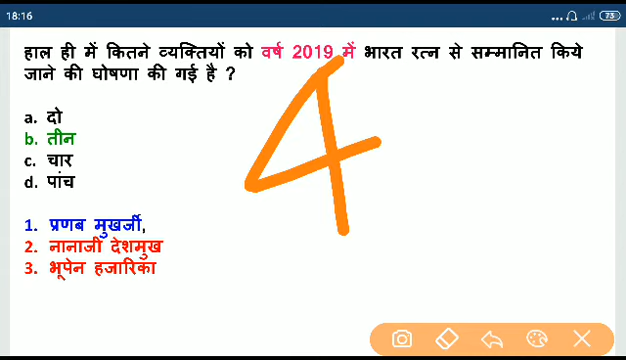 18:16
73
हाल ही में कितने व्यक्तियों को वर्ष 2019 में भारत रत्न से सम्मानित किये
जाने की घोषणा की गई है ?
a. दो
b. तीन
c. चार
d. पांच
1. प्रणब मुखर्जी,
2. नानाजी देशमुख
3. भूपेन हजारिका
4